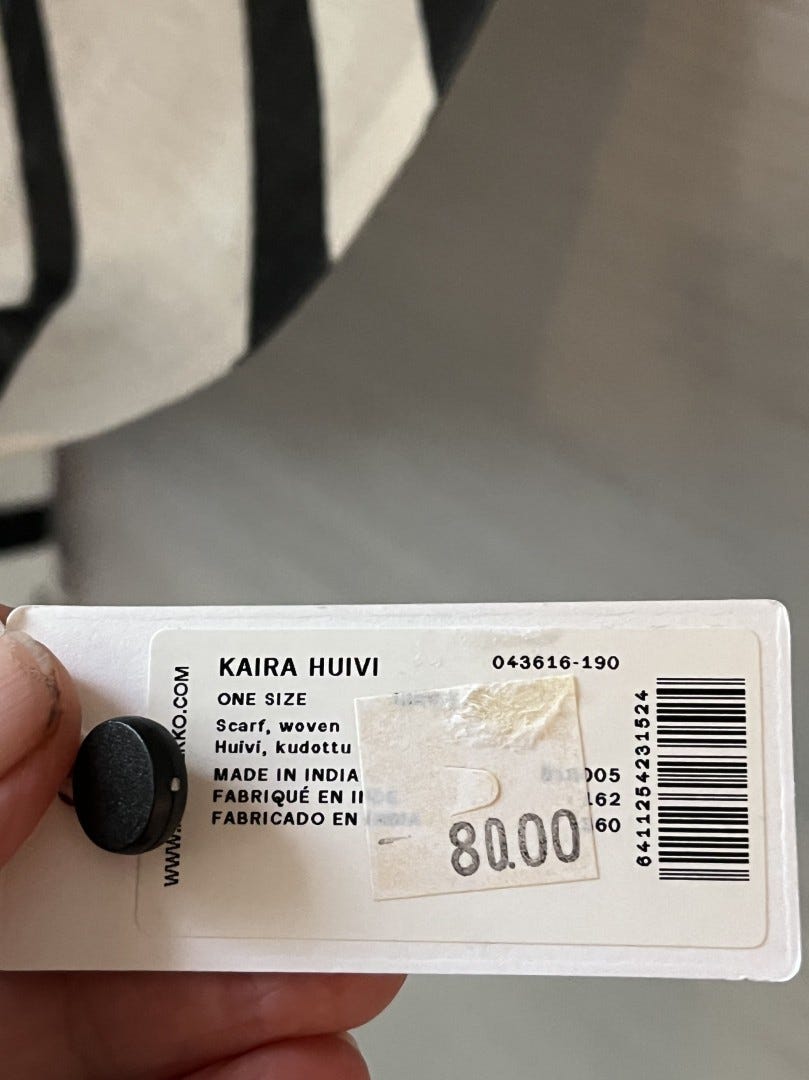 KAIRA HUIVI
043616-190
ONE SIZE
Scarf, woven
Huivi, kudottu
MADE IN INDIA
FABRIQUÉ EN
FABRICADO EN
80.00
6411254231524